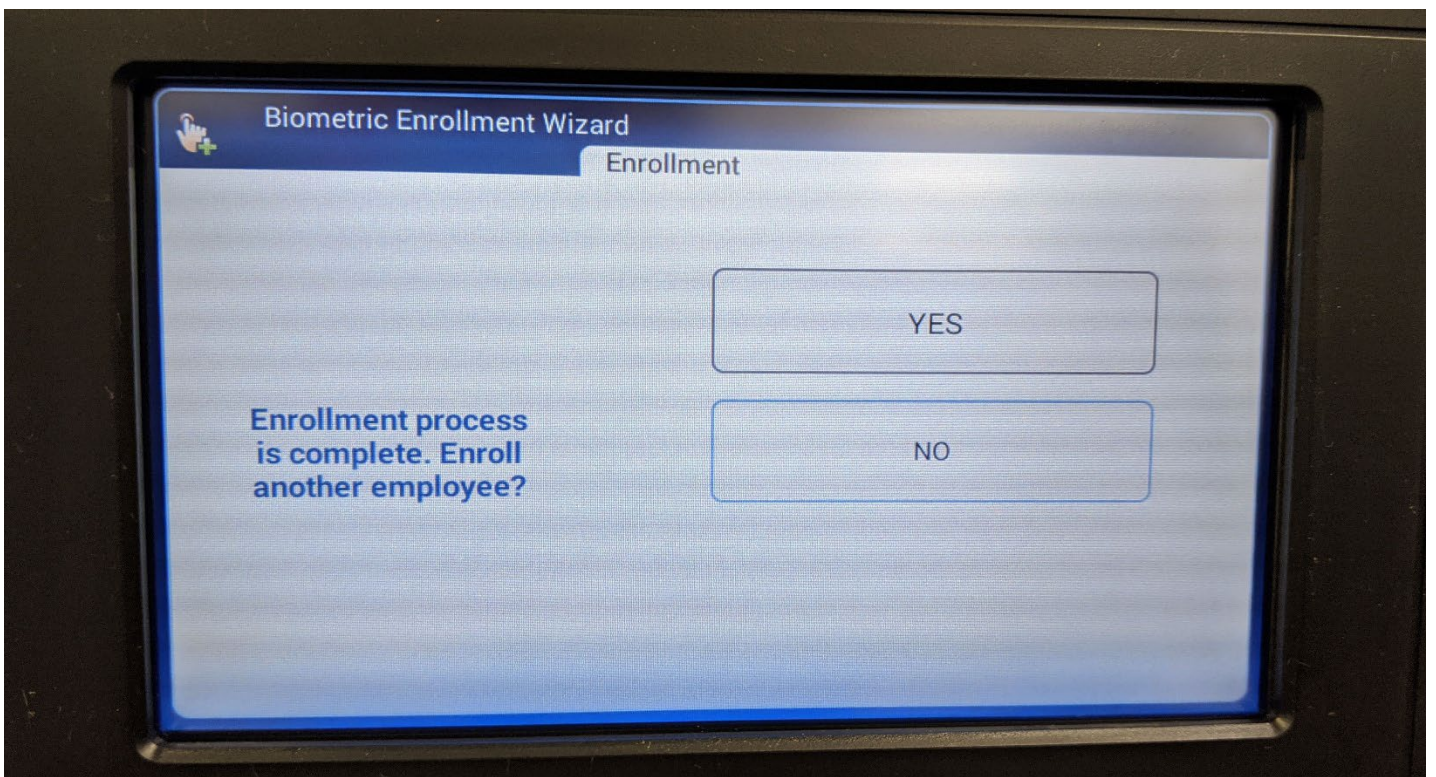 Biometric Enrollment Wizard
Enrollment
YES
Enrollment process
is complete. Enroll
another employee?
NO